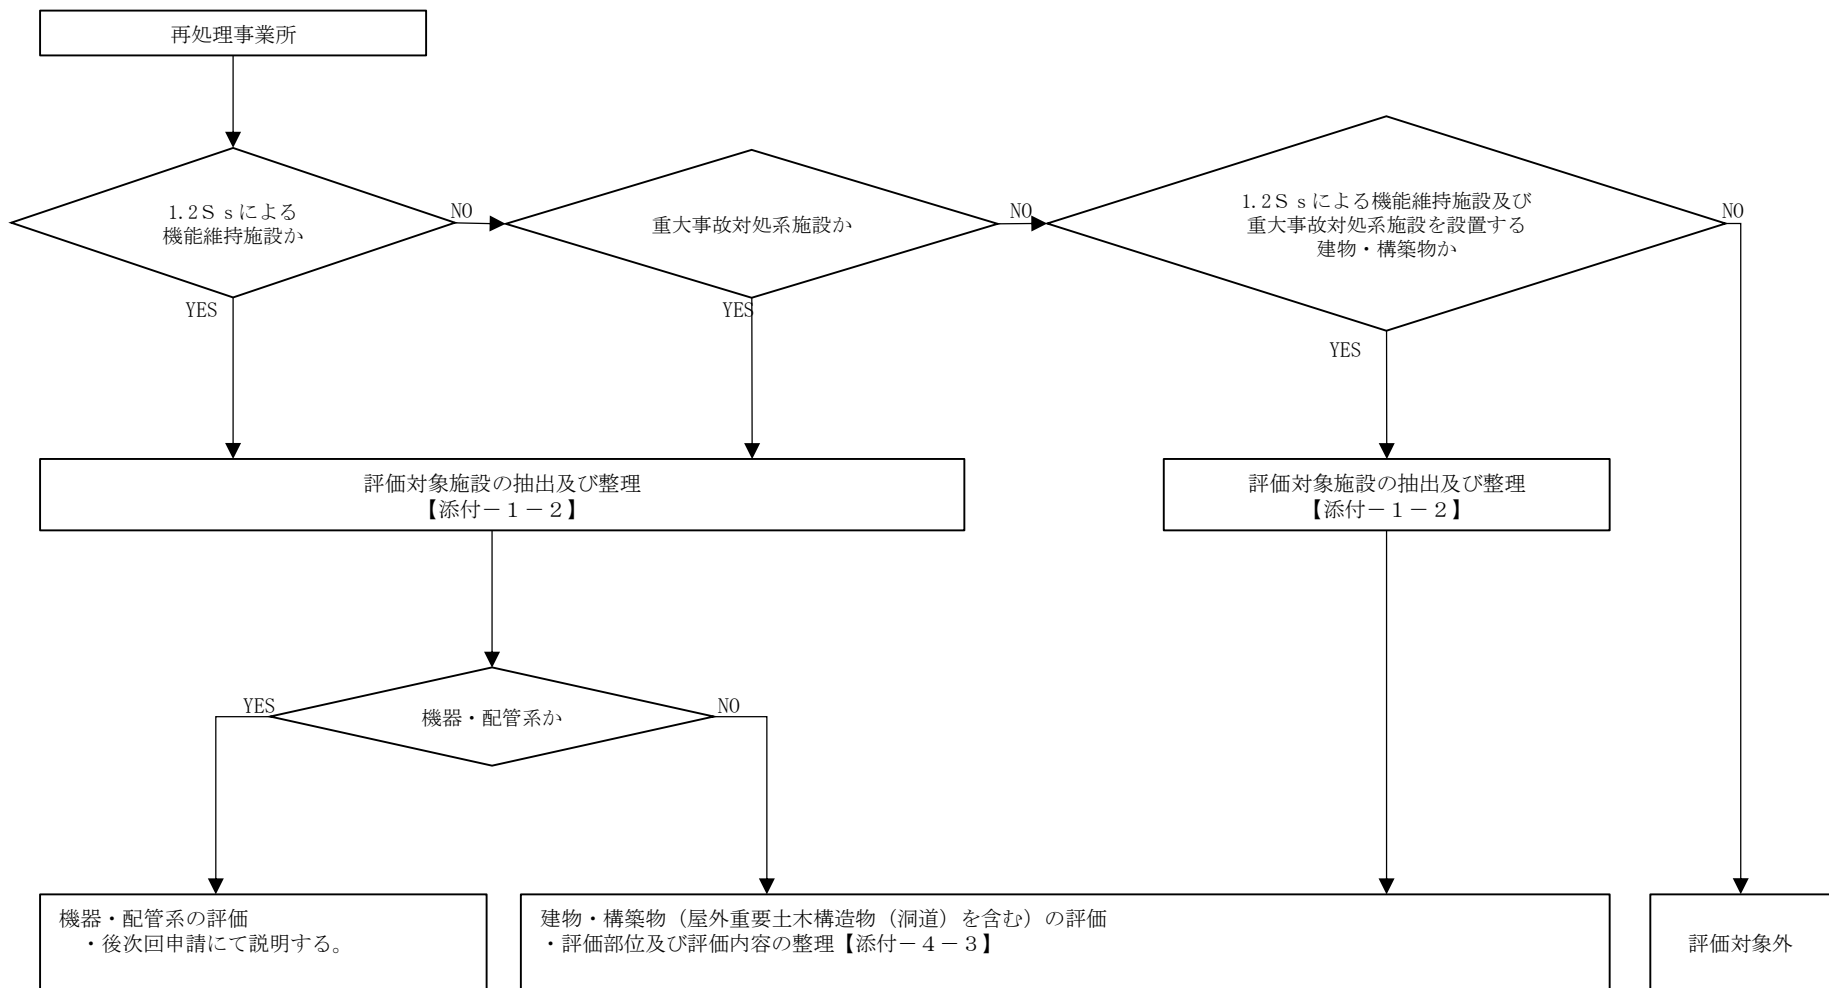 再処理事業所
1.2Ｓｓによる
機能維持施設か
NO
重大事故対処系施設か
NO
1.2Ｓｓによる機能維持施設及び
重大事故対処系施設を設置する
建物・構築物か
NO
YES
YES
YES
評価対象施設の抽出及び整理
【添付－１－２】
評価対象施設の抽出及び整理
【添付－１－２】
YES
機器・配管系か
NO
機器・配管系の評価
・後次回申請にて説明する。
建物・構築物（屋外重要土木構造物（洞道）を含む）の評価
・評価部位及び評価内容の整理【添付－４－３】
評価対象外